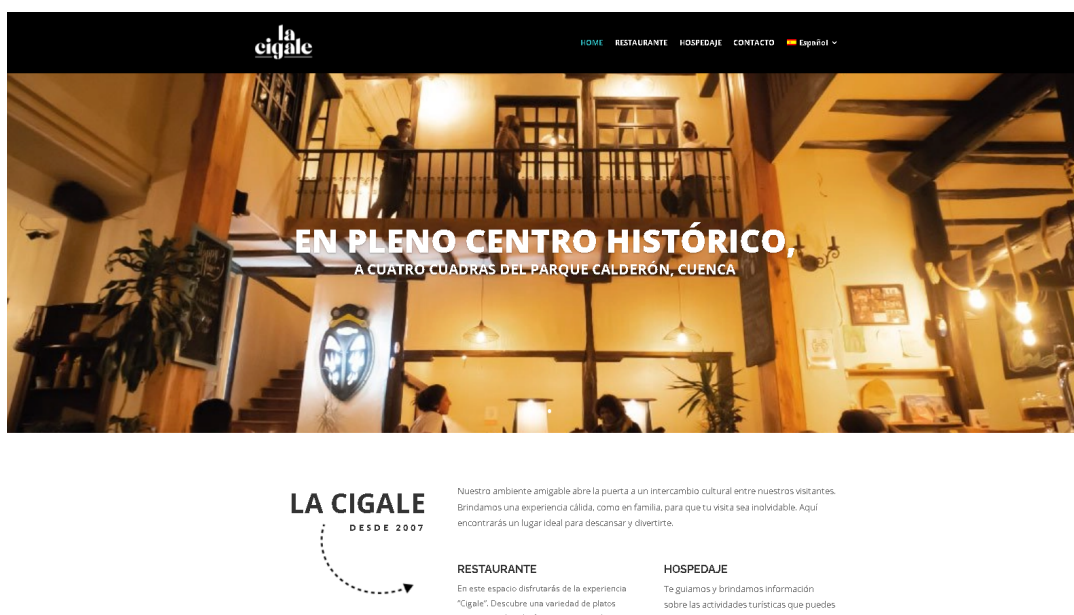 la
cigale
HOME RESTAURANTE HOSPEDAJE CONTACTO Español
EN PLENO CENTRO HISTÓRICO,
A CUATRO CUADRAS DEL PARQUE CALDERÓN, CUENCA
LA CIGALE
DESDE 2007
Nuestro ambiente amigable abre la puerta a un intercambio cultural entre nuestros visitantes.
Brindamos una experiencia cálida, como en familia, para que tu visita sea inolvidable. Aquí
encontrarás un lugar ideal para descansar y divertirte.
RESTAURANTE
En este espacio disfrutarás de la experiencia
"Cigale". Descubre una variedad de platos
HOSPEDAJE
Te guiamos y brindamos información
sobre las actividades turísticas que puedes